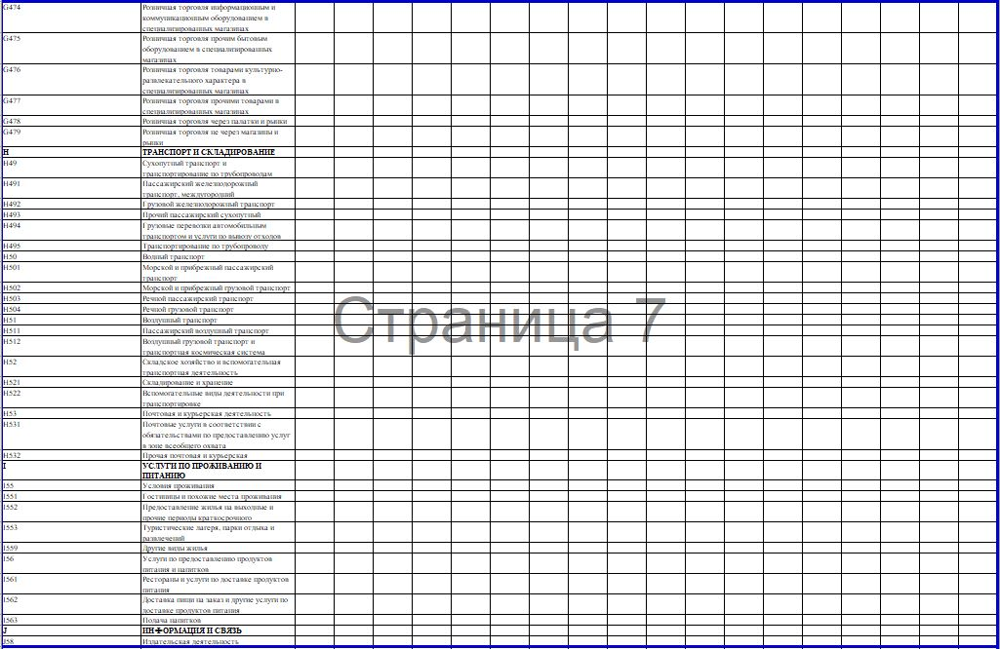 G474 Розничная торговля информационным и
коммуникационным оборудованием в
специализированных магазинах
G475 Розничная торговля прочим бытовым
оборудованием в специализированных
магазинах
G476 Розничная торговля товарами культурно-
развлекательного характера в
специализированных магазинах
G477 Розничная торговля прочими товарами в
специализированных магазинах
G478 Розничная торговля через палатки и рынки
G479 Розничная торговля не через магазины и
рынки
H ТРАНСПОРТ И СКЛАДИРОВАНИЕ
H49 Сухопутный транспорт и
транспортирование по трубопроводам
H491 Пассажирский железнодорожный
транспорт, междугородний
H492 Грузовой железнодорожный транспорт
H493 Прочий пассажирский сухопутный
H494 Грузовые перевозки автомобильным
транспортом и услуги по вывозу отходов
H495 Транспортирование по трубопроводу
H50 Водный транспорт
H501 Морской и прибрежный пассажирский
транспорт
H502 Морской и прибрежный грузовой транспорт
H503 Речной пассажирский транспорт
H504 Речной грузовой транспорт
H51 Воздушный транспорт
Страница 7
H511 Пассажирский воздушный транспорт
H512 Воздушный грузовой транспорт и
транспортная космическая система
H52 Складское хозяйство и вспомогательная
транспортная деятельность
H521 Складирование и хранение
H522 Вспомогательные виды деятельности при
транспортировке
H53 Почтовая и курьерская деятельность
H531 Почтовые услуги в соответствии с
обязательствами по предоставлению услуг
в зоне всеобщего охвата
H532 Прочая почтовая и курьерская
I УСЛУГИ ПО ПРОЖИВАНИЮ И
ПИТАНИЮ
I55 Условия проживания
I551 Гостиницы и похожие места проживания
I552 Предоставление жилья на выходные и
прочие периоды краткосрочного
I553 Туристические лагеря, парки отдыха и
развлечений
I559 Другие виды жилья
I56 Услуги по предоставлению продуктов
питания и напитков
I561 Рестораны и услуги по доставке продуктов
питания
I562 Доставка пищи на заказ и другие услуги по
доставке продуктов питания
I563 Подача напитков
J ИНФОРМАЦИЯ И СВЯЗЬ
J58 Издательская деятельность